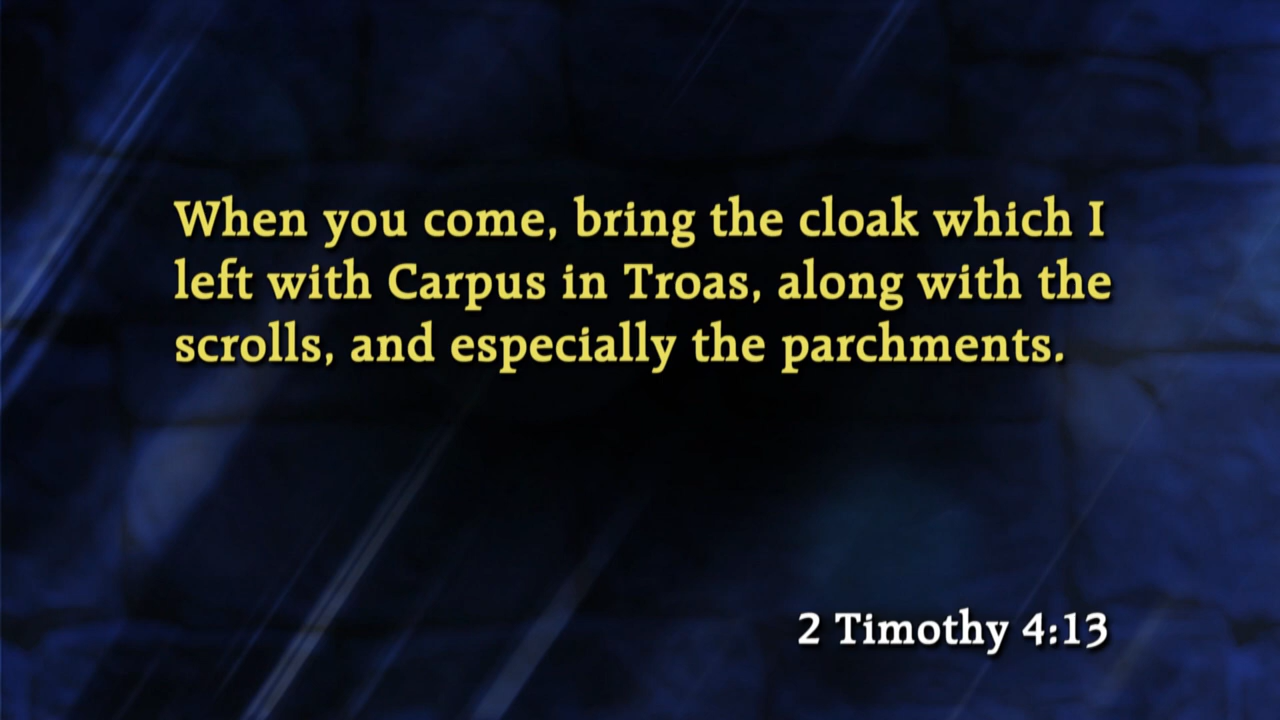 When you come, bring the cloak which I
left with Carpus in Troas, along with the
scrolls, and especially the parchments.
2 Timothy 4:13